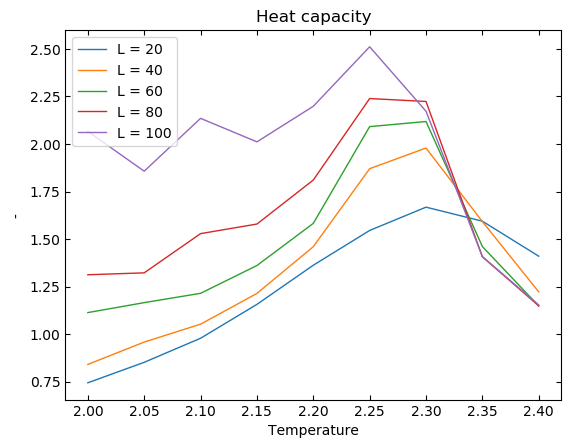 Heat capacity
2.50
2.25
2.00
1.75
1.50
1.25
1.00
0.75
-
L = 20
L = 40
L = 60
L = 80
L = 100
2.00 2.05 2.10 2.15 2.20 2.25 2.30 2.35 2.40
Temperature